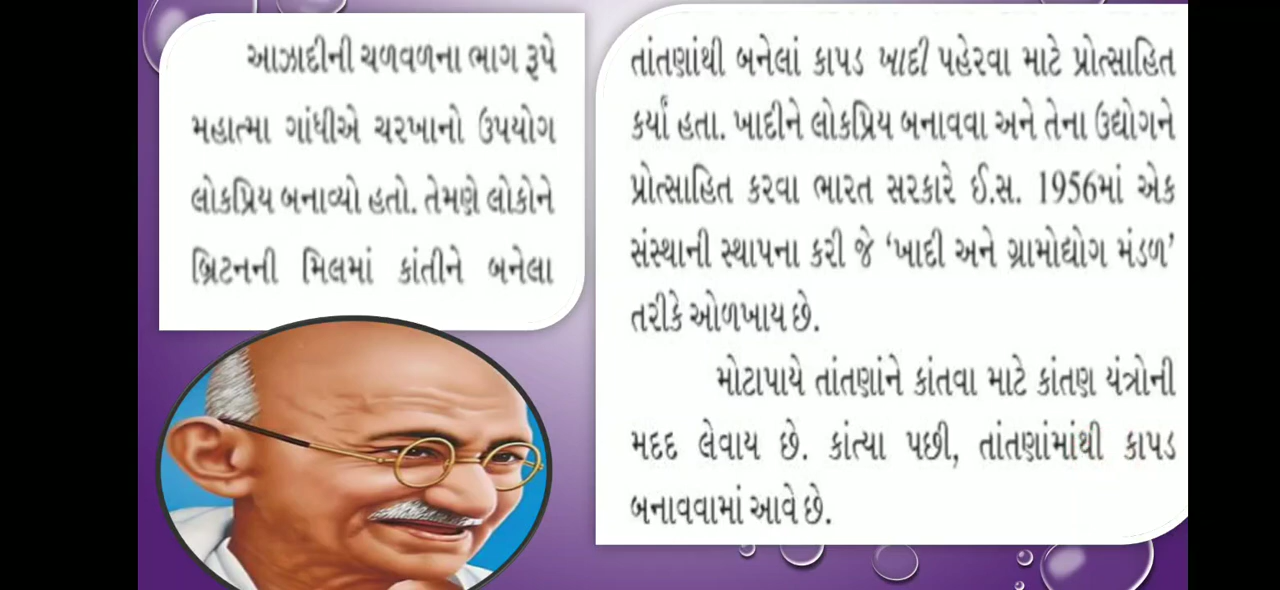 આઝાદીની ચળવળના ભાગ રૂપે
મહાત્મા ગાંધીએ ચરખાનો ઉપયોગ
લોકપ્રિય બનાવ્યો હતો. તેમણે લોકોને
બ્રિટનની મિલમાં કાંતીને બનેલા
તાંતણાંથી બનેલાં કાપડ ખાદી પહેરવા માટે પ્રોત્સાહિત
કર્યાં હતા. ખાદીને લોકપ્રિય બનાવવા અને તેના ઉદ્યોગને
પ્રોત્સાહિત કરવા ભારત સરકારે ઈ.સ. 1956માં એક
સંસ્થાની સ્થાપના કરી જે ‘ખાદી અને ગ્રામોદ્યોગ મંડળ’
તરીકે ઓળખાય છે.
મોટાપાયે તાંતણાંને કાંતવા માટે કાંતણ યંત્રોની
મદદ લેવાય છે. કાંત્યા પછી, તાંતણાંમાંથી કાપડ
બનાવવામાં આવે છે.